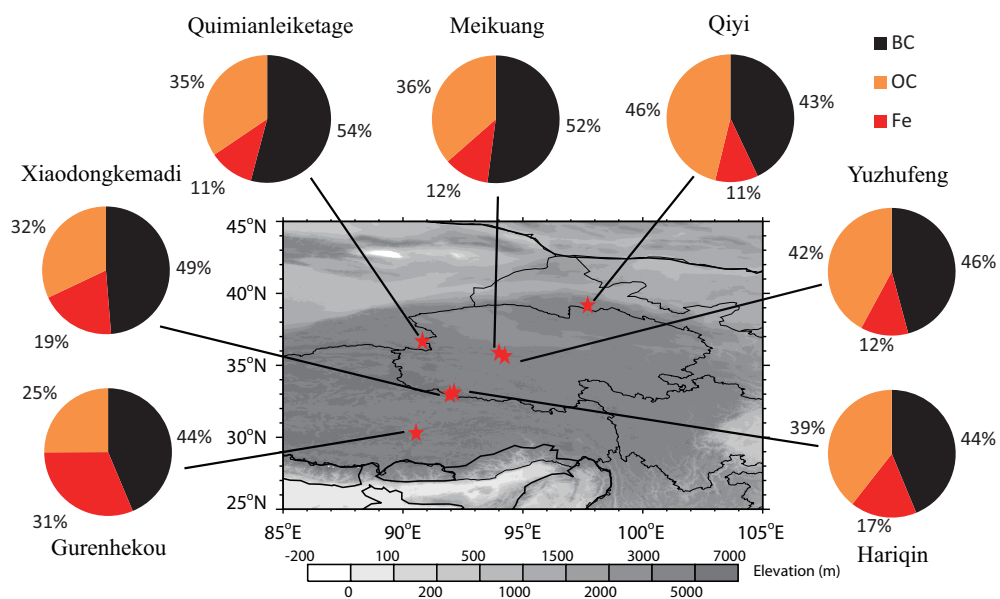 Quimianleiketage
Meikuang
Qiyi
BC
OC
Fe
35%
54%
11%
36%
52%
12%
46%
43%
11%
Xiaodongkemadi
Yuzhufeng
32%
49%
19%
42%
46%
12%
25%
44%
31%
Gurenhekou
39%
44%
17%
Hariqin
45°N
40°N
35°N
30°N
25°N
85°E
90°E
95°E
100°E
105°E
-200 100 500 1500 3000 7000
Elevation (m)
0 200 1000 2000 5000